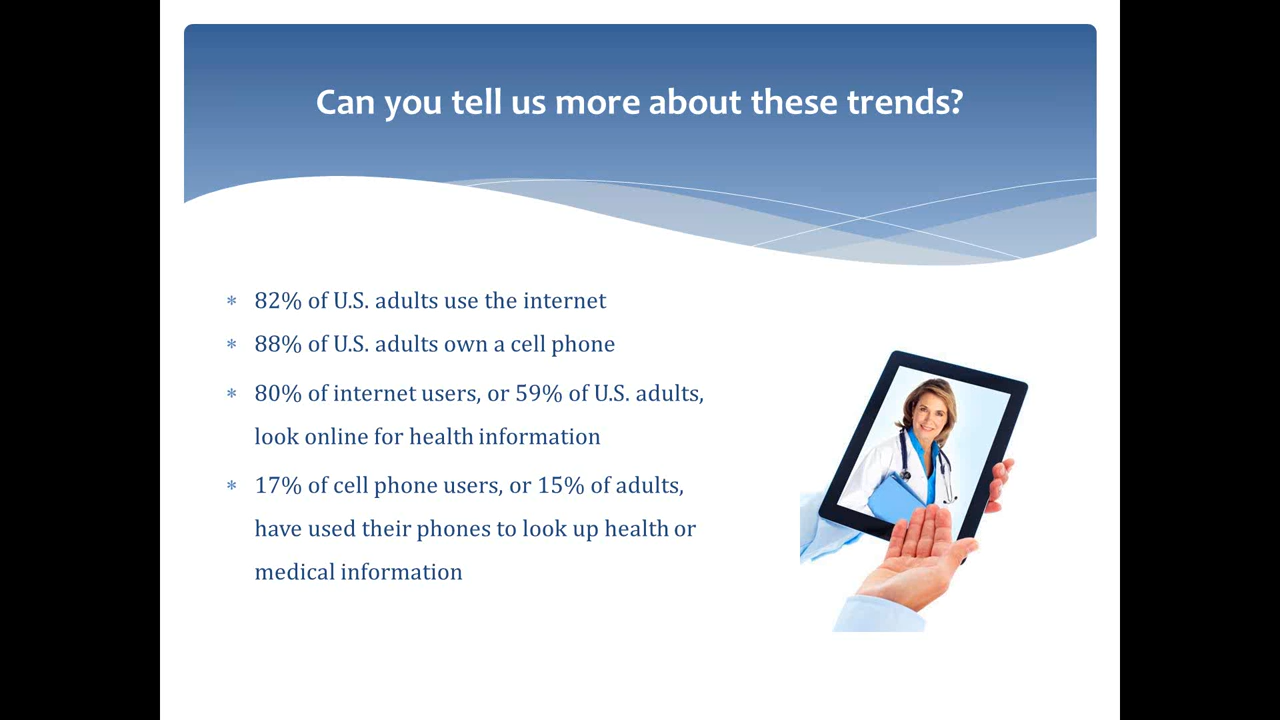 Can you tell us more about these trends?
* 82% of U.S. adults use the internet
* 88% of U.S. adults own a cell phone
* 80% of internet users, or 59% of U.S. adults,
look online for health information
* 17% of cell phone users, or 15% of adults,
have used their phones to look up health or
medical information